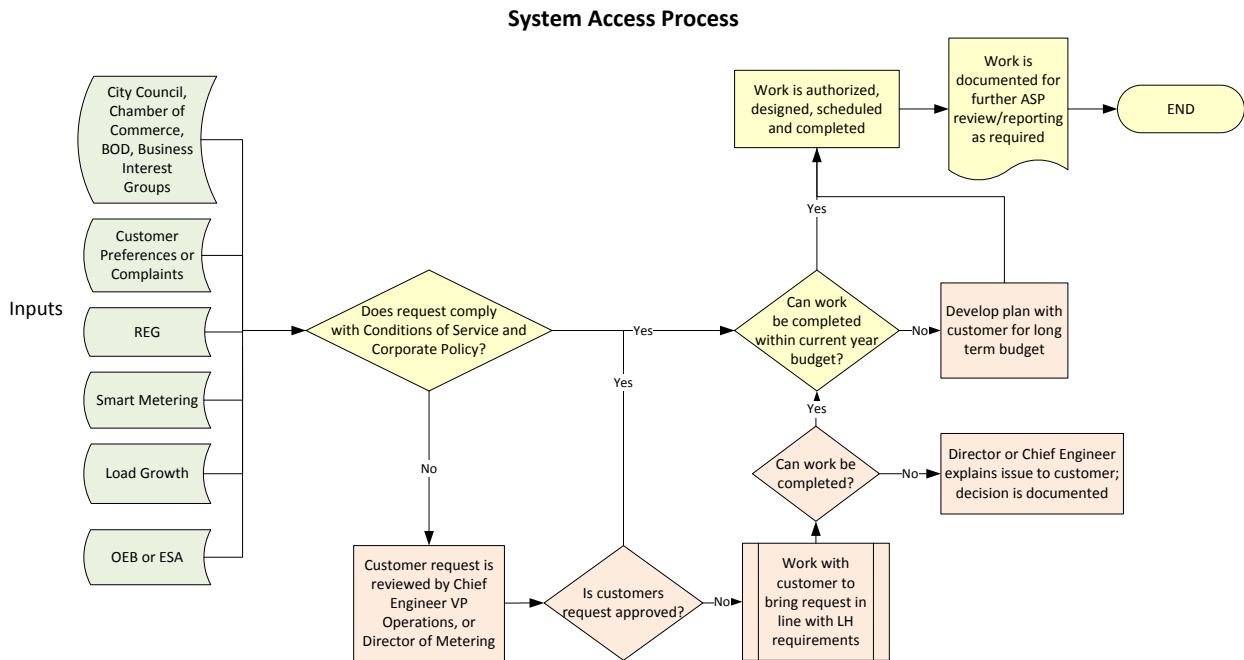 System Access Process
Inputs
City Council,
Chamber of
Commerce,
BOD, Business
Interest
Groups
Customer
Preferences or
Complaints
REG
Smart Metering
Load Growth
OEB or ESA
Does request comply
with Conditions of Service and
Corporate Policy?
Yes
No
Customer request is
reviewed by Chief
Engineer VP
Operations, or
Director of Metering
Is customers
request approved?
Yes
No
Work with
customer to
bring request in
line with LH
requirements
Can work be
completed?
Yes
No
Director or Chief Engineer
explains issue to customer;
decision is documented
Can work
be completed
within current year
budget?
Yes
No
Develop plan with
customer for long
term budget
Work is authorized,
designed, scheduled
and completed
Work is
documented for
further ASP
review/reporting
as required
END